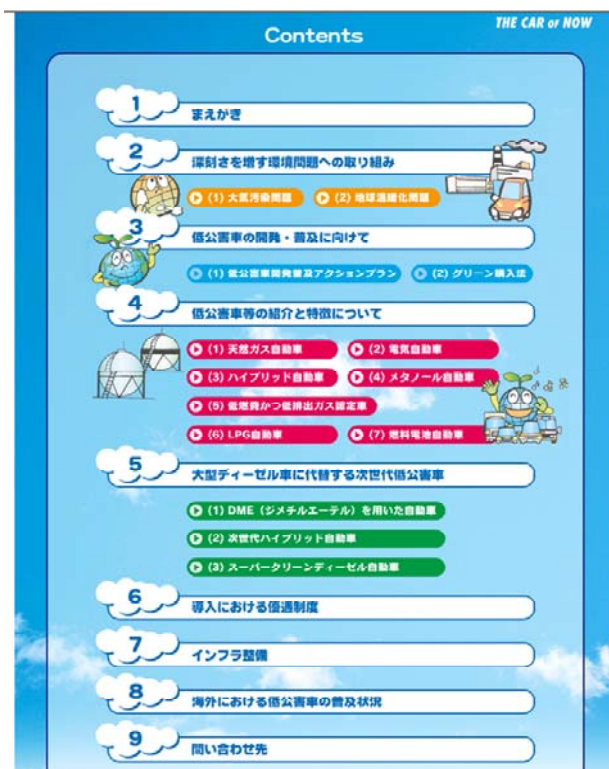 THE CAR OF NOW
Contents
1 まえがき
2 深刻さを増す環境問題への取り組み
(1) 大気汚染問題 (2) 地球温暖化問題
3 低公害車の開発・普及に向けて
(1) 低公害車開発普及アクションプラン (2) グリーン購入法
4 低公害車等の紹介と特徴について
(1) 天然ガス自動車 (2) 電気自動車
(3) ハイブリッド自動車 (4) メタノール自動車
(5) 低燃費かつ低排出ガス認定車
(6) LPG自動車 (7) 燃料電池自動車
5 大型ディーゼル車に代替する次世代低公害車
(1) DME（ジメチルエーテル）を用いた自動車
(2) 次世代ハイブリッド自動車
(3) スーパークリーンディーゼル自動車
6 導入における優遇制度
7 インフラ整備
8 海外における低公害車の普及状況
9 問い合わせ先